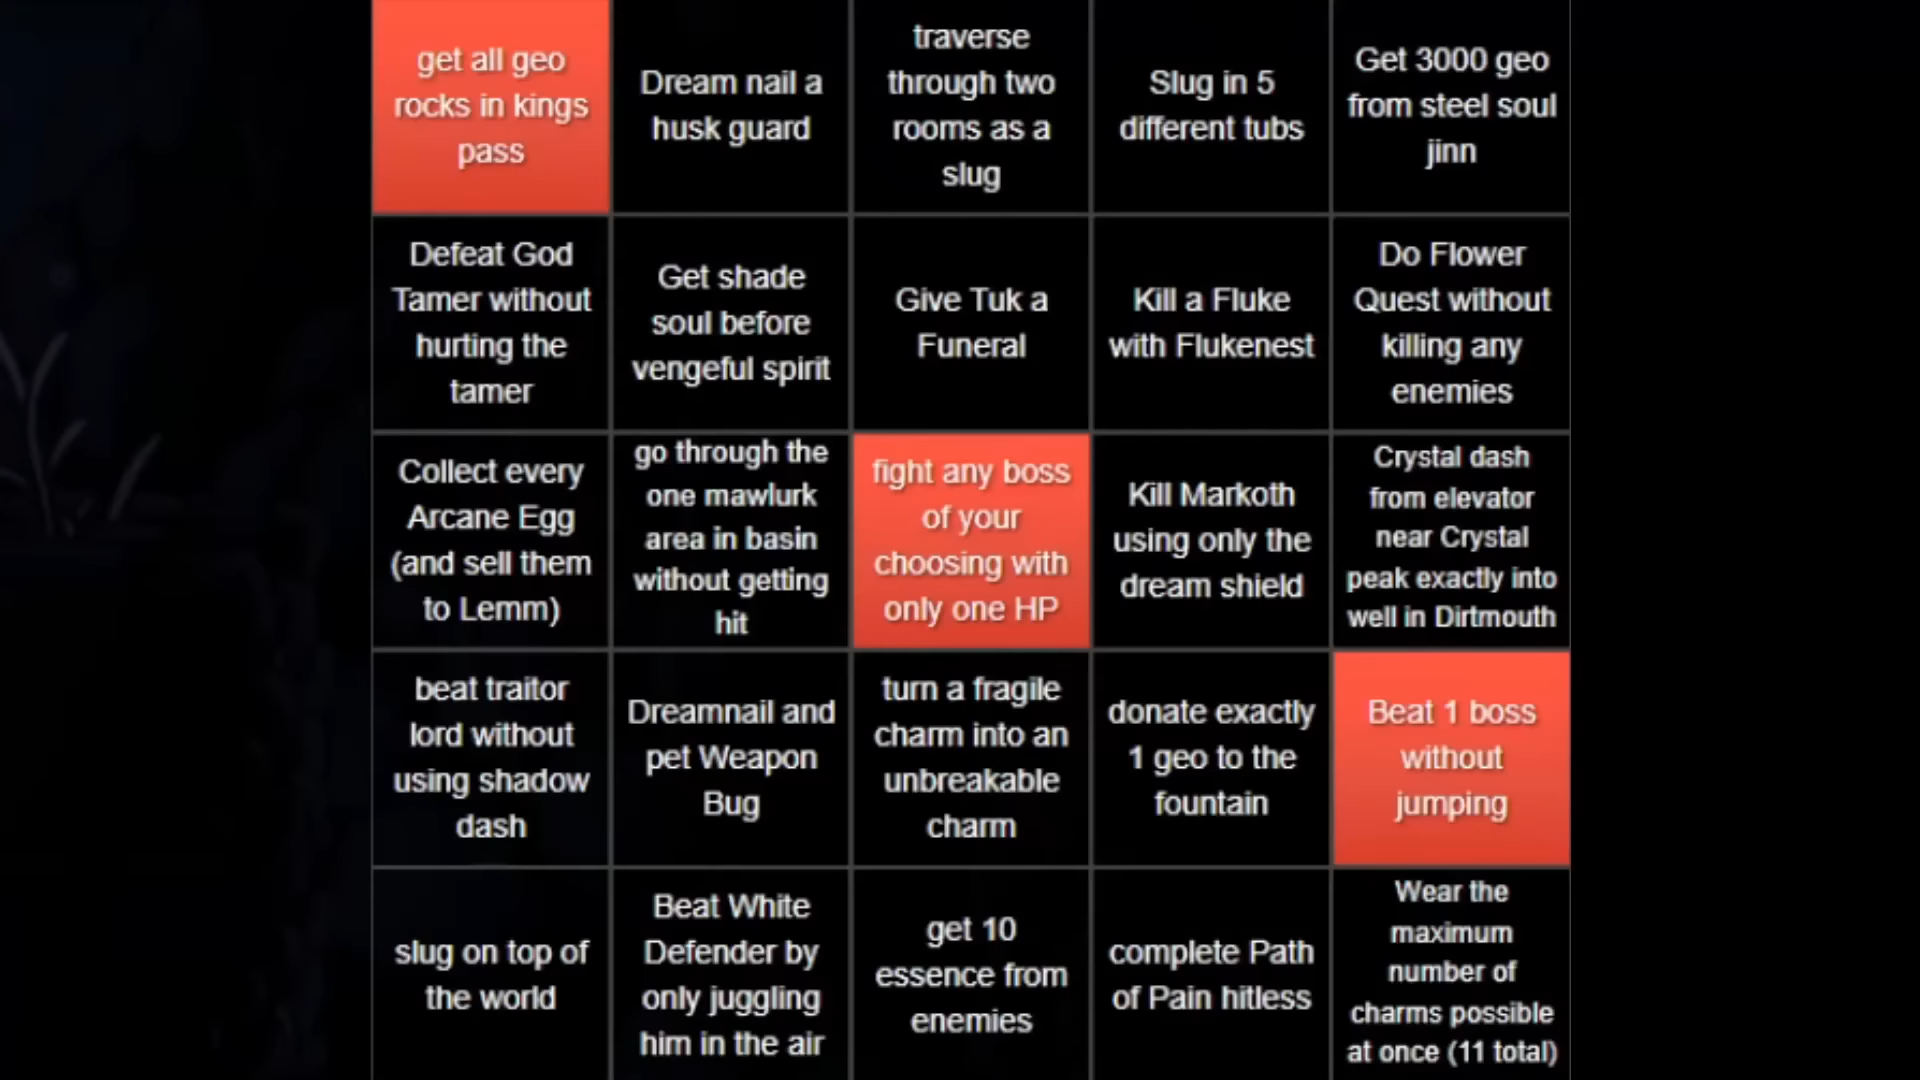 get all geo
rocks in kings
pass
Dream nail a
husk guard
traverse
through two
rooms as a
slug
Slug in 5
different tubs
Get 3000 geo
from steel soul
jinn
Defeat God
Tamer without
hurting the
tamer
Get shade
soul before
vengeful spirit
Give Tuk a
Funeral
Kill a Fluke
with Flukenest
Do Flower
Quest without
killing any
enemies
Collect every
Arcane Egg
(and sell them
to Lemm)
go through the
one mawlurk
area in basin
without getting
hit
fight any boss
of your
choosing with
only one HP
Kill Markoth
using only the
dream shield
Crystal dash
from elevator
near Crystal
peak exactly into
well in Dirtmouth
beat traitor
lord without
using shadow
dash
Dreamnail and
pet Weapon
Bug
turn a fragile
charm into an
unbreakable
charm
donate exactly
1 geo to the
fountain
Beat 1 boss
without
jumping
slug on top of
the world
Beat White
Defender by
only juggling
him in the air
get 10
essence from
enemies
complete Path
of Pain hitless
Wear the
maximum
number of
charms possible
at once (11 total)